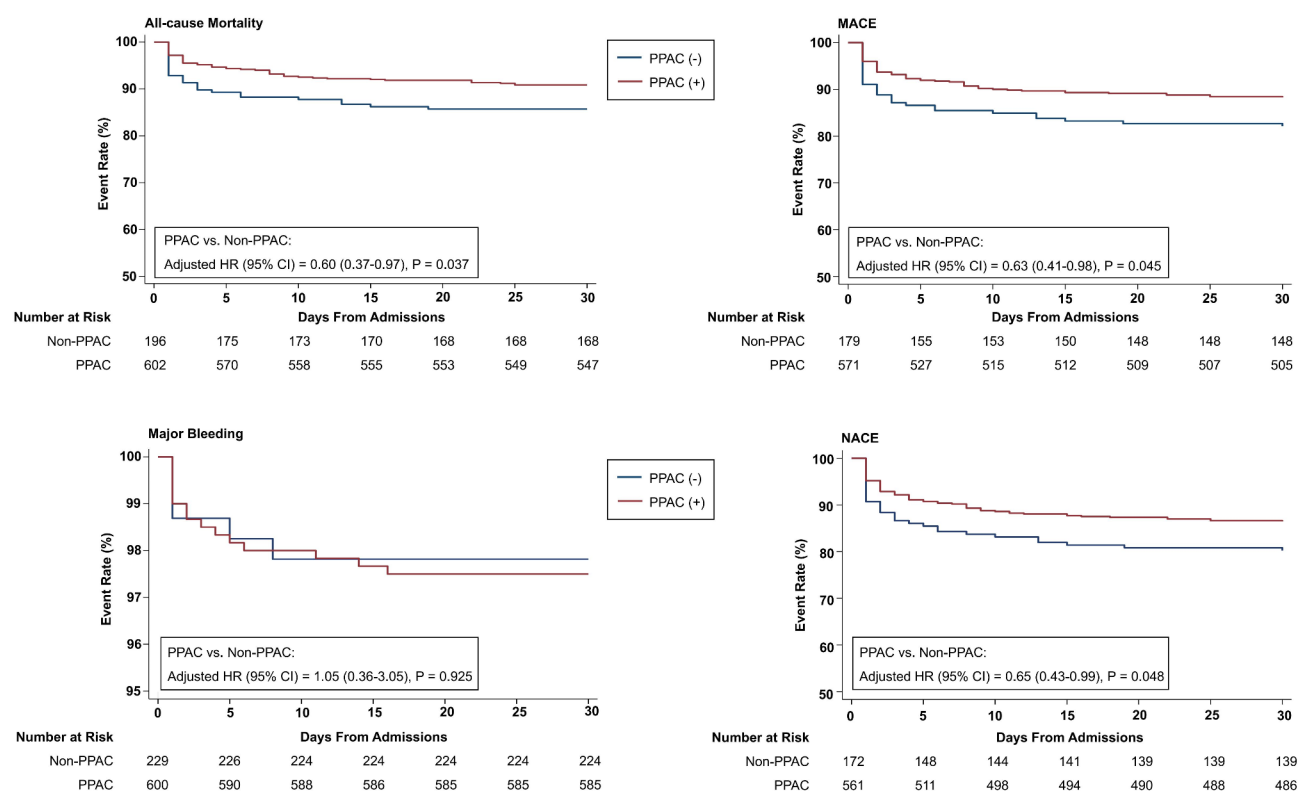 All-cause Mortality
100
90
80
70
60
50
Event Rate (%)
PPAC vs. Non-PPAC:
Adjusted HR (95% CI) = 0.60 (0.37-0.97), P = 0.037
0 5 10 15 20 25 30
Number at Risk Days From Admissions
Non-PPAC 196 175 173 170 168 168 168
PPAC 602 570 558 555 553 549 547
PPAC (-)
PPAC (+)
MACE
100
90
80
70
60
50
Event Rate (%)
PPAC vs. Non-PPAC:
Adjusted HR (95% CI) = 0.63 (0.41-0.98), P = 0.045
0 5 10 15 20 25 30
Number at Risk Days From Admissions
Non-PPAC 179 155 153 150 148 148 148
PPAC 571 527 515 512 509 507 505
Major Bleeding
100
99
98
97
96
95
Event Rate (%)
PPAC vs. Non-PPAC:
Adjusted HR (95% CI) = 1.05 (0.36-3.05), P = 0.925
0 5 10 15 20 25 30
Number at Risk Days From Admissions
Non-PPAC 229 226 224 224 224 224 224
PPAC 600 590 588 586 585 585 585
PPAC (-)
PPAC (+)
NACE
100
90
80
70
60
50
Event Rate (%)
PPAC vs. Non-PPAC:
Adjusted HR (95% CI) = 0.65 (0.43-0.99), P = 0.048
0 5 10 15 20 25 30
Number at Risk Days From Admissions
Non-PPAC 172 148 144 141 139 139 139
PPAC 561 511 498 494 490 488 486